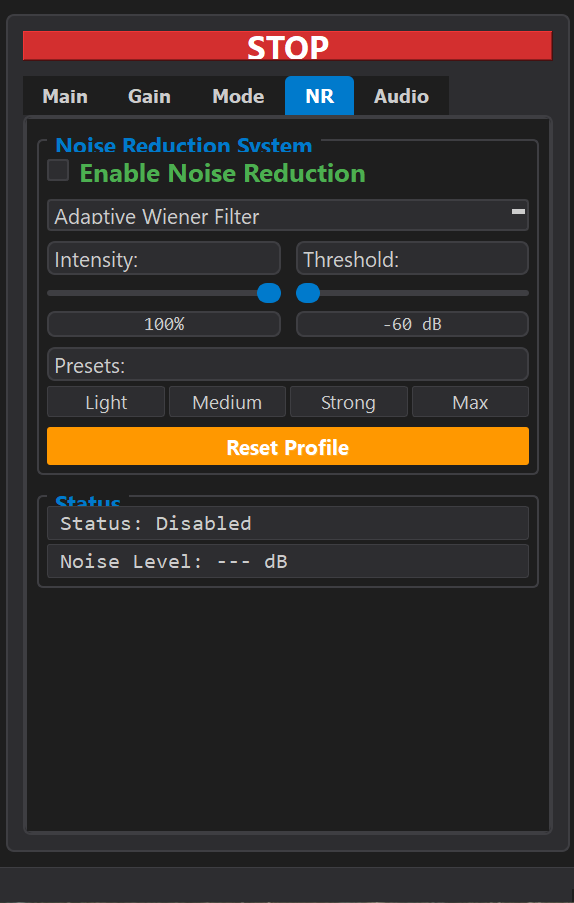 STOP
Main Gain Mode NR Audio
Noise Reduction System
Enable Noise Reduction
Adaptive Wiener Filter
Intensity: Threshold:
100% -60 dB
Presets:
Light Medium Strong Max
Reset Profile
Status
Status: Disabled
Noise Level: --- dB